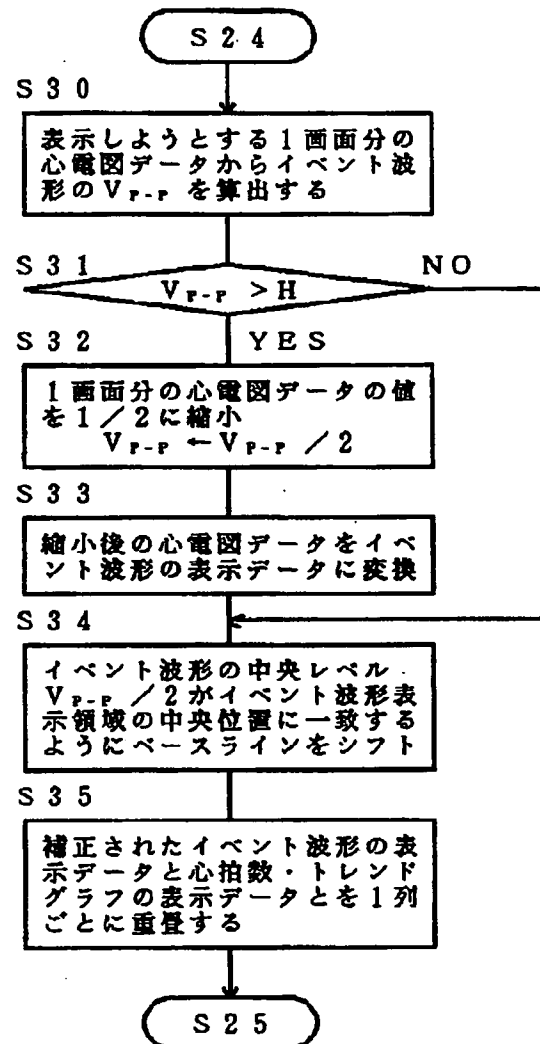 S24
S30
表示しようとする1画面分の
心電図データからイベント波
形のVP-Pを算出する
S31
NO
VP-P >H
S32
YES
1画面分の心電図データの値
を1/2に縮小
VP-P ←VP-P /2
S33
縮小後の心電図データをイベ
ント波形の表示データに変換
S34
イベント波形の中央レベル
VP-P /2がイベント波形表
示領域の中央位置に一致する
ようにベースラインをシフト
S35
補正されたイベント波形の表
示データと心拍数・トレンド
グラフの表示データとを1列
ごとに重畳する
S25